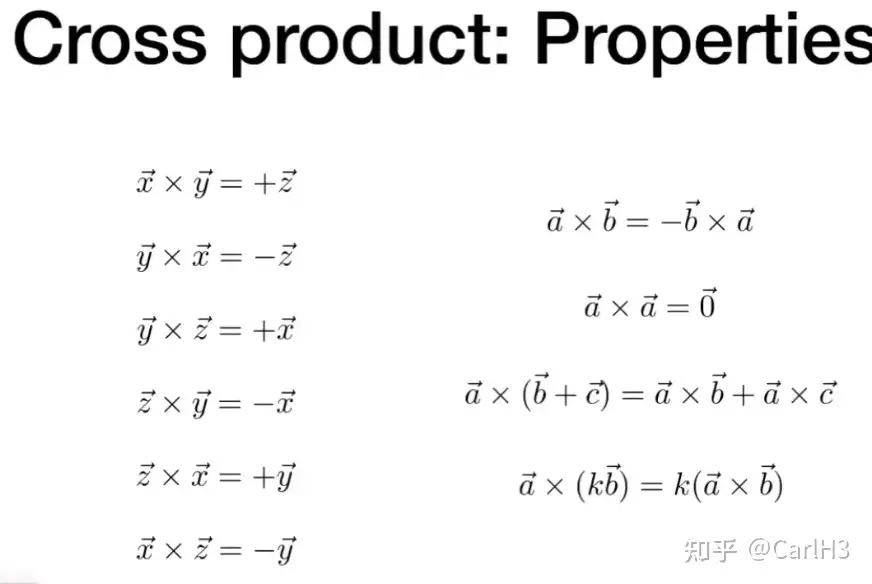 Cross product: Properties
$\vec{x} \times \vec{y} = +\vec{z}$
$\vec{y} \times \vec{x} = -\vec{z}$
$\vec{y} \times \vec{z} = +\vec{x}$
$\vec{z} \times \vec{y} = -\vec{x}$
$\vec{z} \times \vec{x} = +\vec{y}$
$\vec{x} \times \vec{z} = -\vec{y}$
$\vec{a} \times \vec{b} = -\vec{b} \times \vec{a}$
$\vec{a} \times \vec{a} = \vec{0}$
$\vec{a} \times (\vec{b} + \vec{c}) = \vec{a} \times \vec{b} + \vec{a} \times \vec{c}$
$\vec{a} \times (k\vec{b}) = k(\vec{a} \times \vec{b})$
知乎 @CarlH3